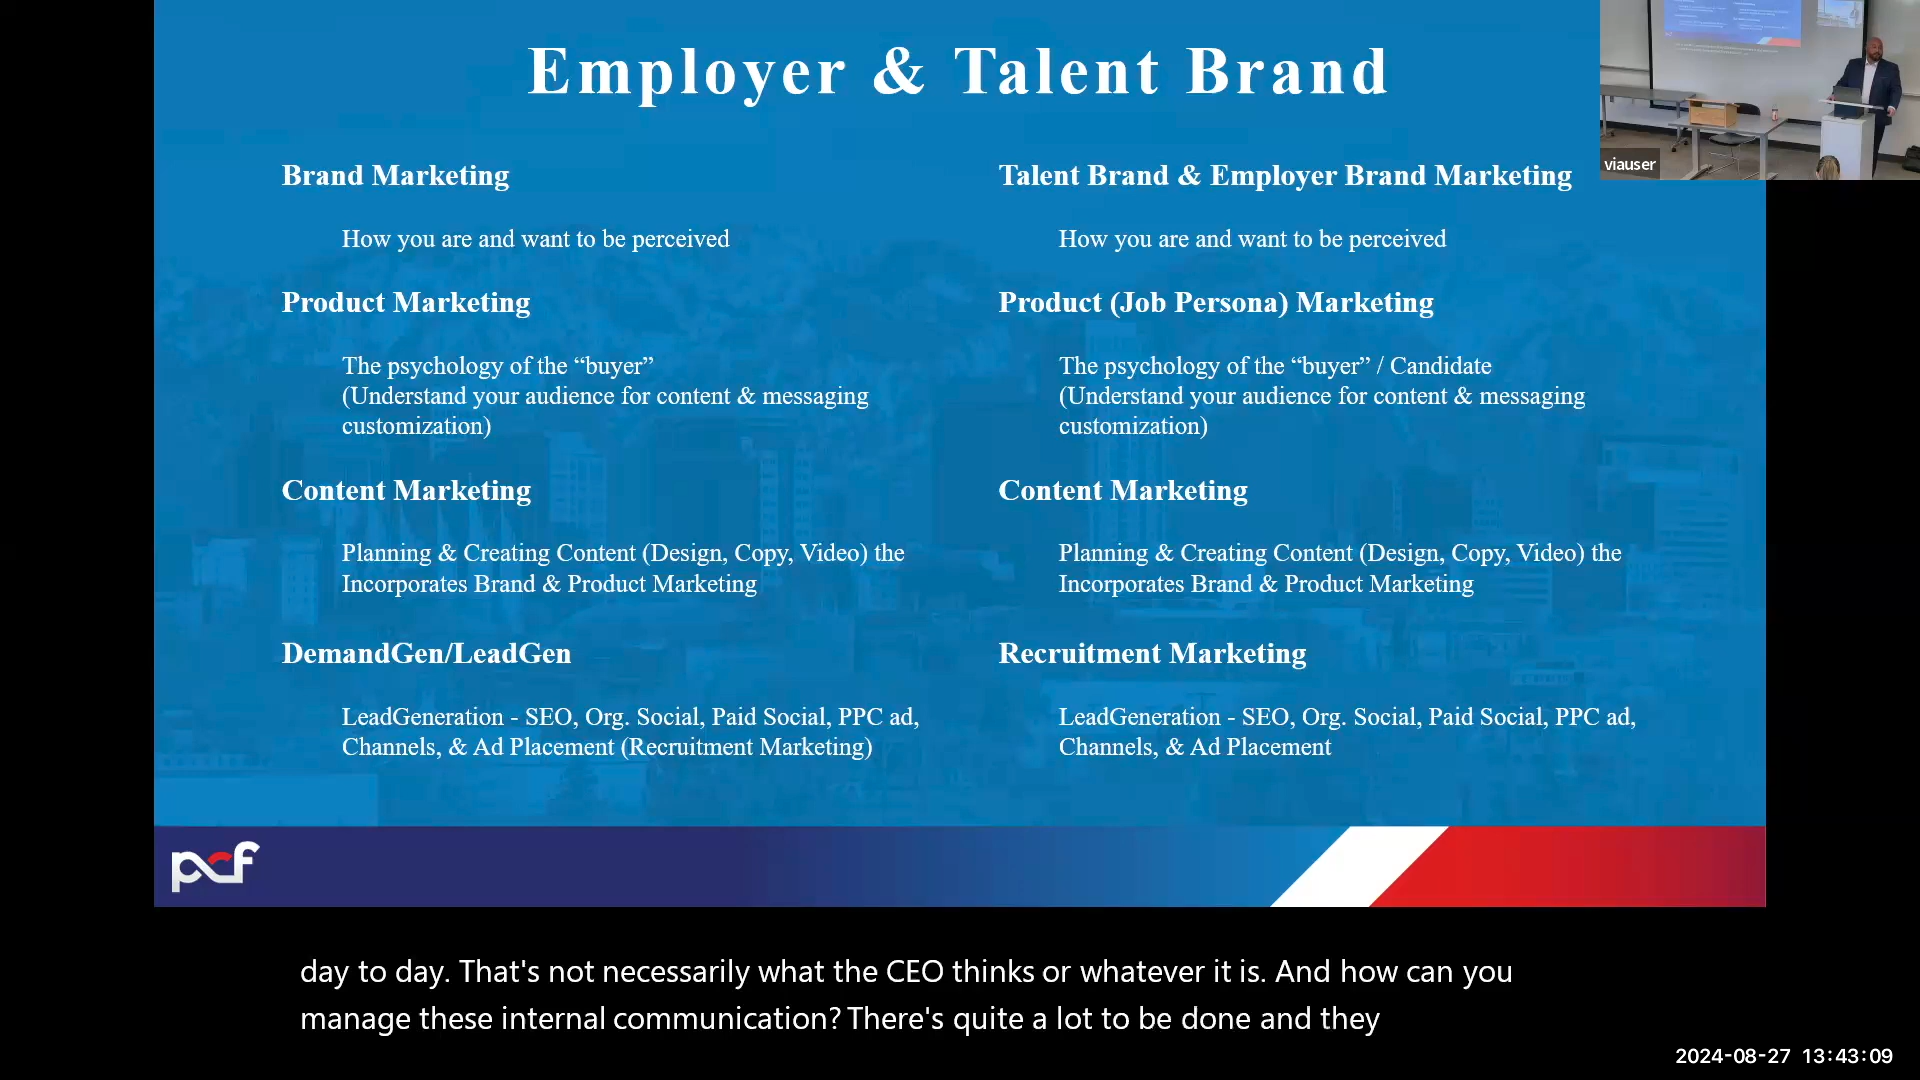 Employer & Talent Brand
Brand Marketing
How you are and want to be perceived
Product Marketing
The psychology of the “buyer”
(Understand your audience for content & messaging
customization)
Content Marketing
Planning & Creating Content (Design, Copy, Video) the
Incorporates Brand & Product Marketing
DemandGen/LeadGen
LeadGeneration - SEO, Org. Social, Paid Social, PPC ad,
Channels, & Ad Placement (Recruitment Marketing)
Talent Brand & Employer Brand Marketing
How you are and want to be perceived
Product (Job Persona) Marketing
The psychology of the “buyer” / Candidate
(Understand your audience for content & messaging
customization)
Content Marketing
Planning & Creating Content (Design, Copy, Video) the
Incorporates Brand & Product Marketing
Recruitment Marketing
LeadGeneration - SEO, Org. Social, Paid Social, PPC ad,
Channels, & Ad Placement
viauser
pcf
day to day. That's not necessarily what the CEO thinks or whatever it is. And how can you
manage these internal communication? There's quite a lot to be done and they
2024-08-27 13:43:09